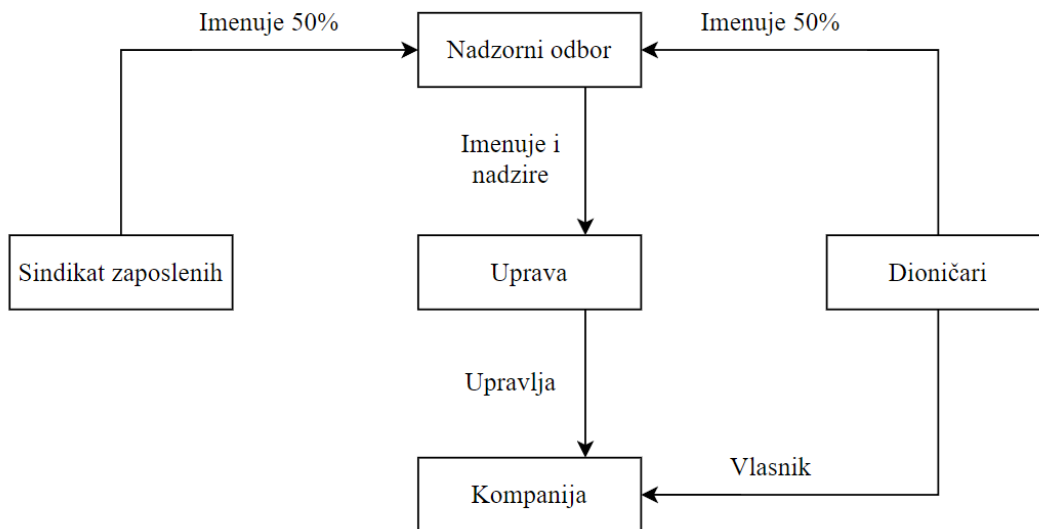 Imenuje 50%
Nadzorni odbor
Imenuje 50%
Imenuje i
nadzire
Sindikat zaposlenih
Uprava
Dioničari
Upravlja
Vlasnik
Kompanija